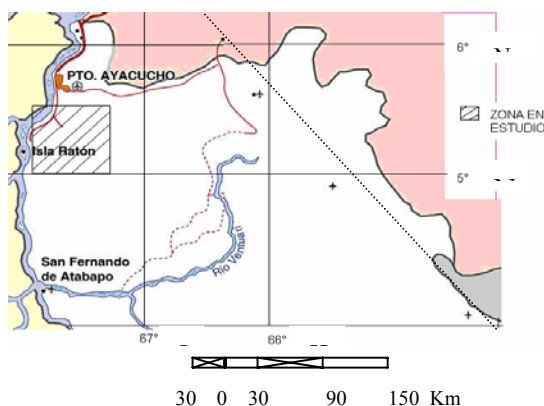 6°
PTO. AYACUCHO
ZONA EN
ESTUDIO
Isla Ratón
5°
San Fernando
de Atabapo
Río Ventuari
67°
66°
30 0 30 90 150 Km